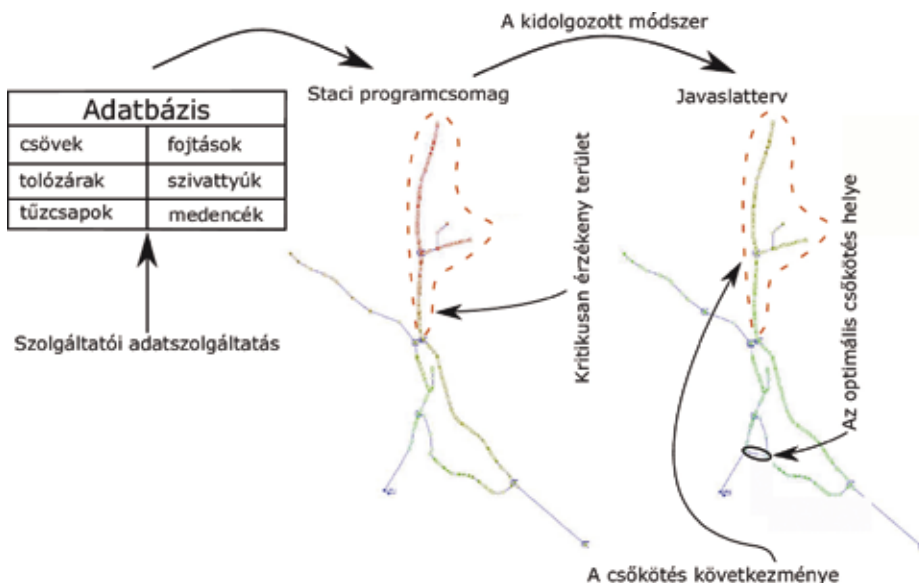 A kidolgozott módszer
Staci programcsomag
Javaslatterv
Adatbázis
csövek
fojtások
tolózárak
szivattyúk
tűzcsapok
medencék
Szolgáltatói adatszolgáltatás
Kritikusan érzékeny terület
Az optimális csőkötés helye
A csőkötés következménye